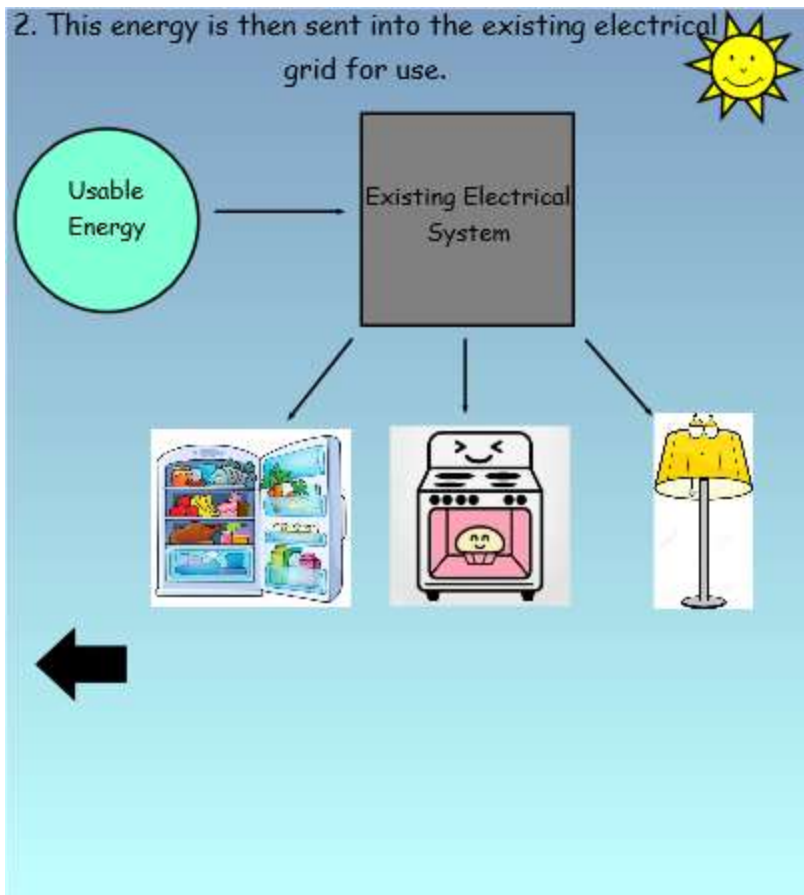 2. This energy is then sent into the existing electrical
grid for use.
Usable
Energy
Existing Electrical
System